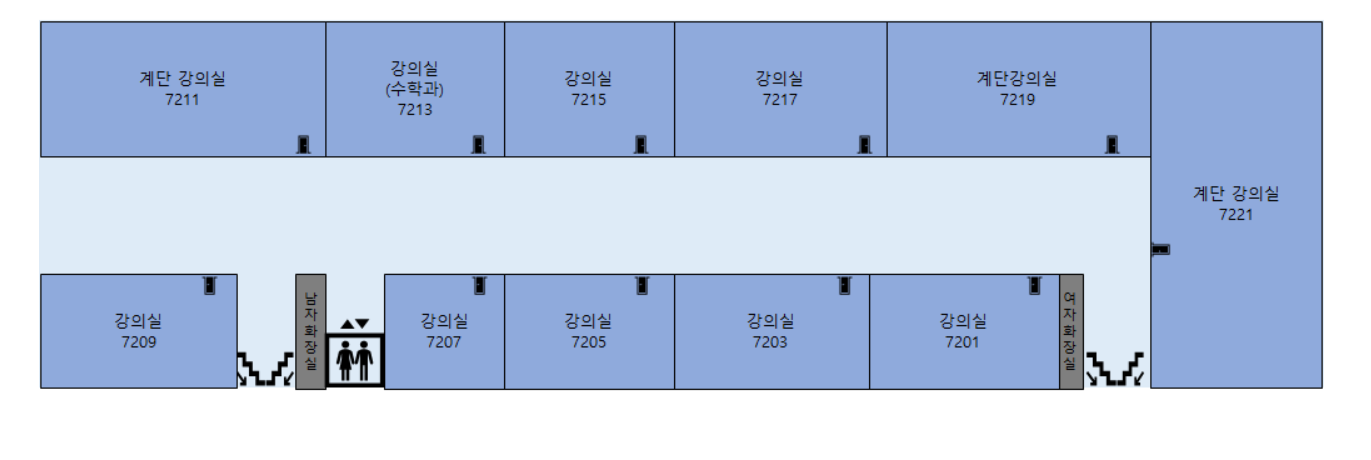 계단 강의실
7211
강의실
(수학과)
7213
강의실
7215
강의실
7217
계단강의실
7219
계단 강의실
7221
강의실
7209
남자화장실
강의실
7207
강의실
7205
강의실
7203
강의실
7201
여자화장실